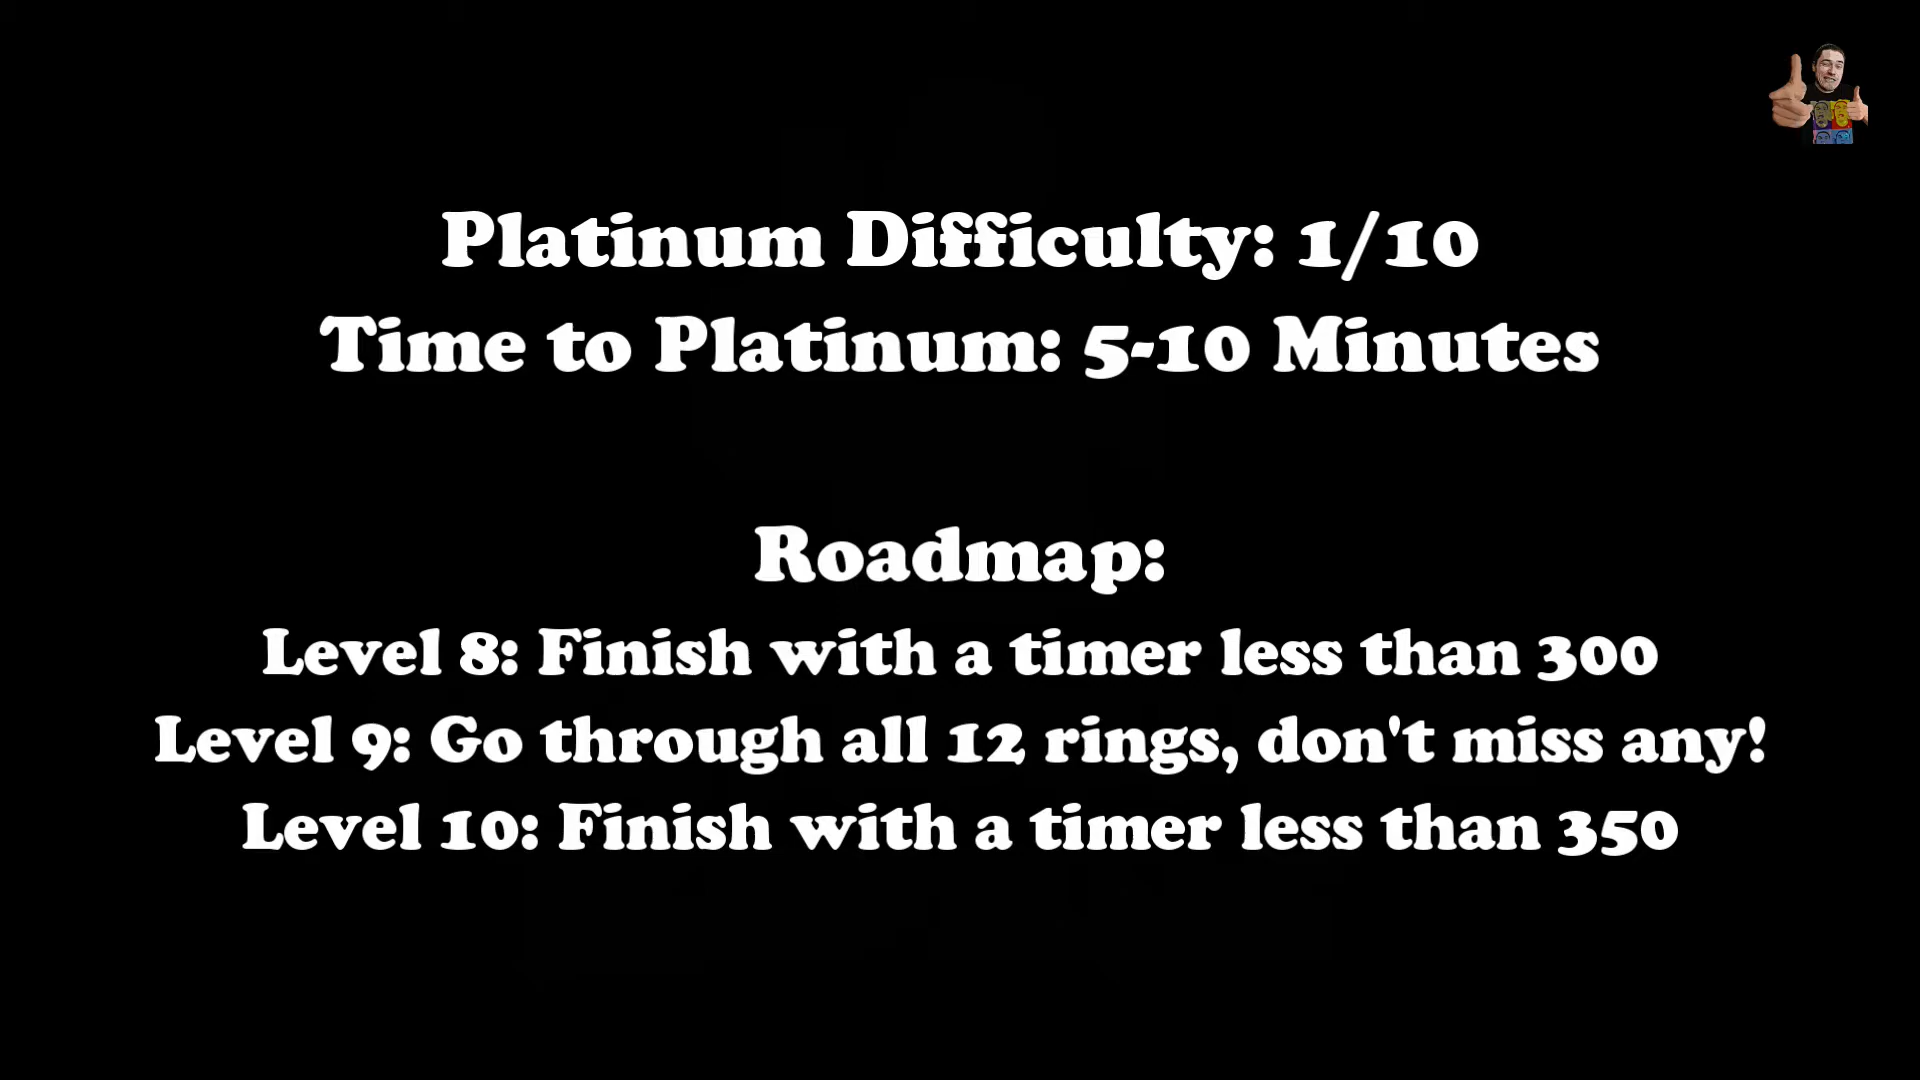 Platinum Difficulty: 1/10
Time to Platinum: 5-10 Minutes
Roadmap:
Level 8: Finish with a timer less than 300
Level 9: Go through all 12 rings, don't miss any!
Level 10: Finish with a timer less than 350